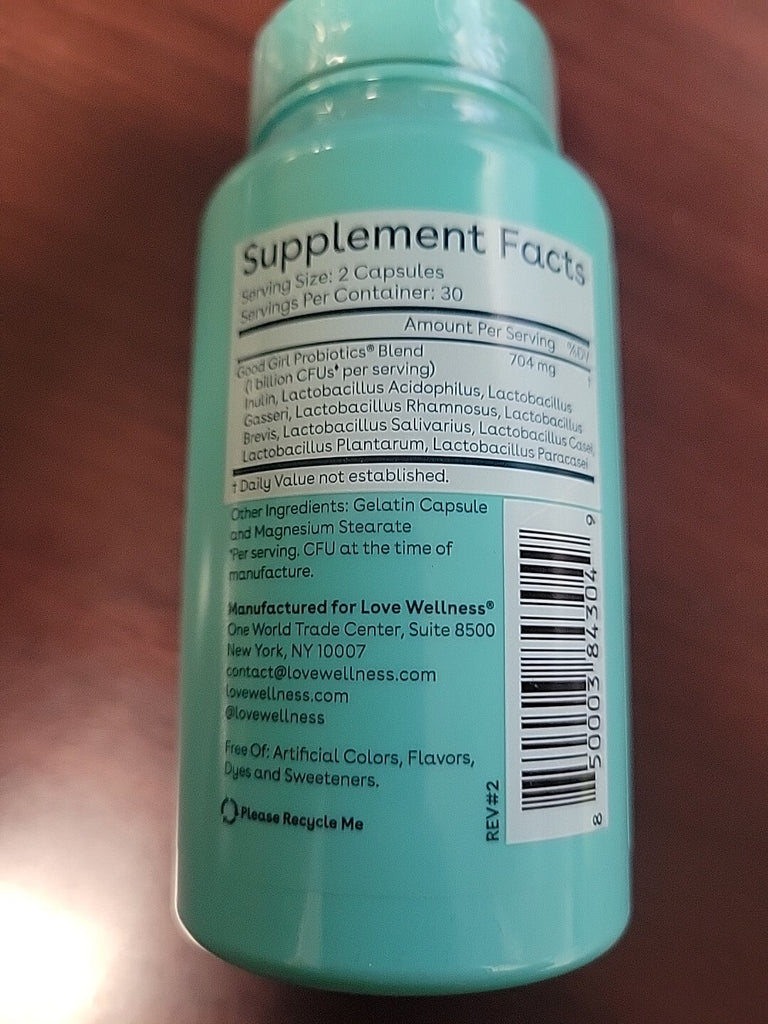 Supplement Facts
Serving Size: 2 Capsules
Servings Per Container: 30
Amount Per Serving %DV
Good Girl Probiotics® Blend 704 mg †
(1 billion CFUs♦ per serving)
Inulin, Lactobacillus Acidophilus, Lactobacillus
Gasseri, Lactobacillus Rhamnosus, Lactobacillus
Brevis, Lactobacillus Salivarius, Lactobacillus Casei,
Lactobacillus Plantarum, Lactobacillus Paracasei
† Daily Value not established.
Other Ingredients: Gelatin Capsule
and Magnesium Stearate
♦Per serving. CFU at the time of
manufacture.
Manufactured for Love Wellness®
One World Trade Center, Suite 8500
New York, NY 10007
contact@lovewellness.com
lovewellness.com
@lovewellness
Free Of: Artificial Colors, Flavors,
Dyes and Sweeteners.
Please Recycle Me
REV#2
8 50003 84304 9